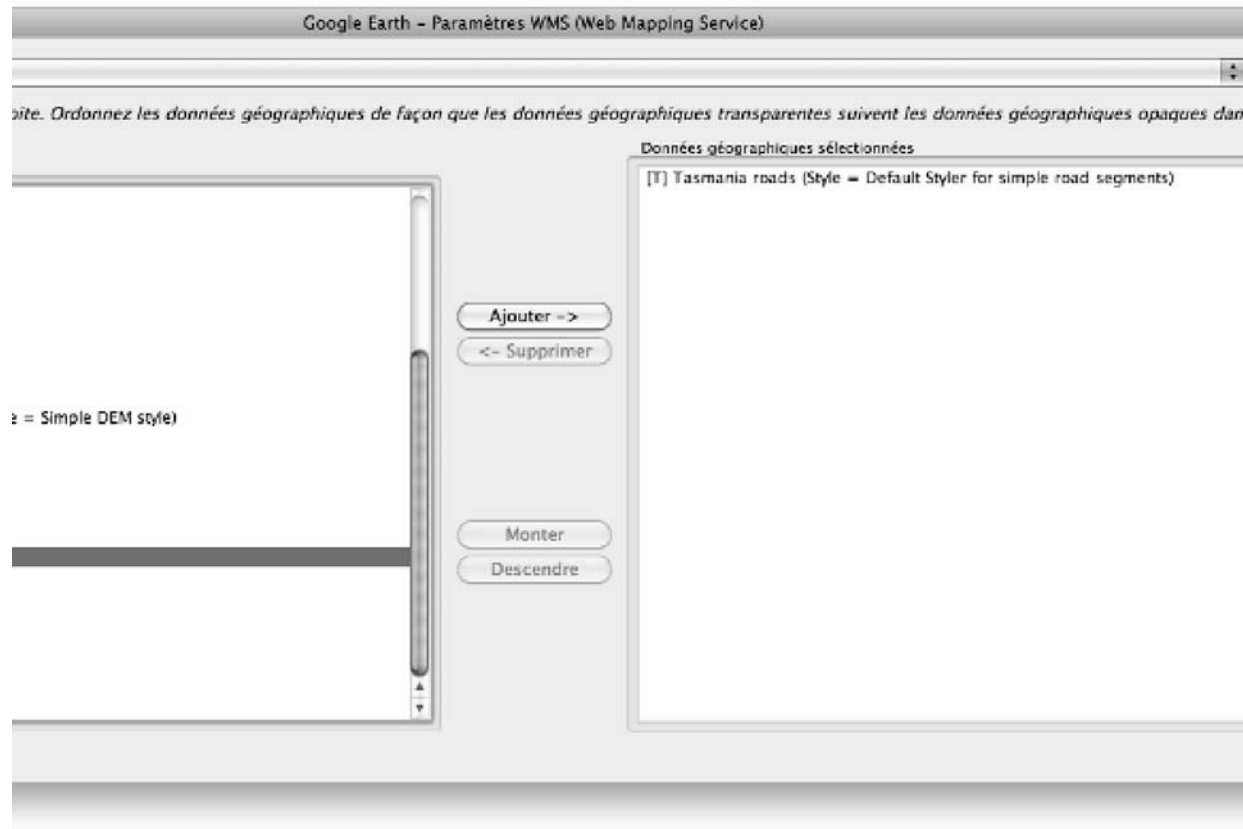 Google Earth – Paramètres WMS (Web Mapping Service)
oite. Ordonnez les données géographiques de façon que les données géographiques transparentes suivent les données géographiques opaques dan
Données géographiques sélectionnées
[T] Tasmania roads (Style = Default Styler for simple road segments)
Ajouter ->
<- Supprimer
e = Simple DEM style)
Monter
Descendre